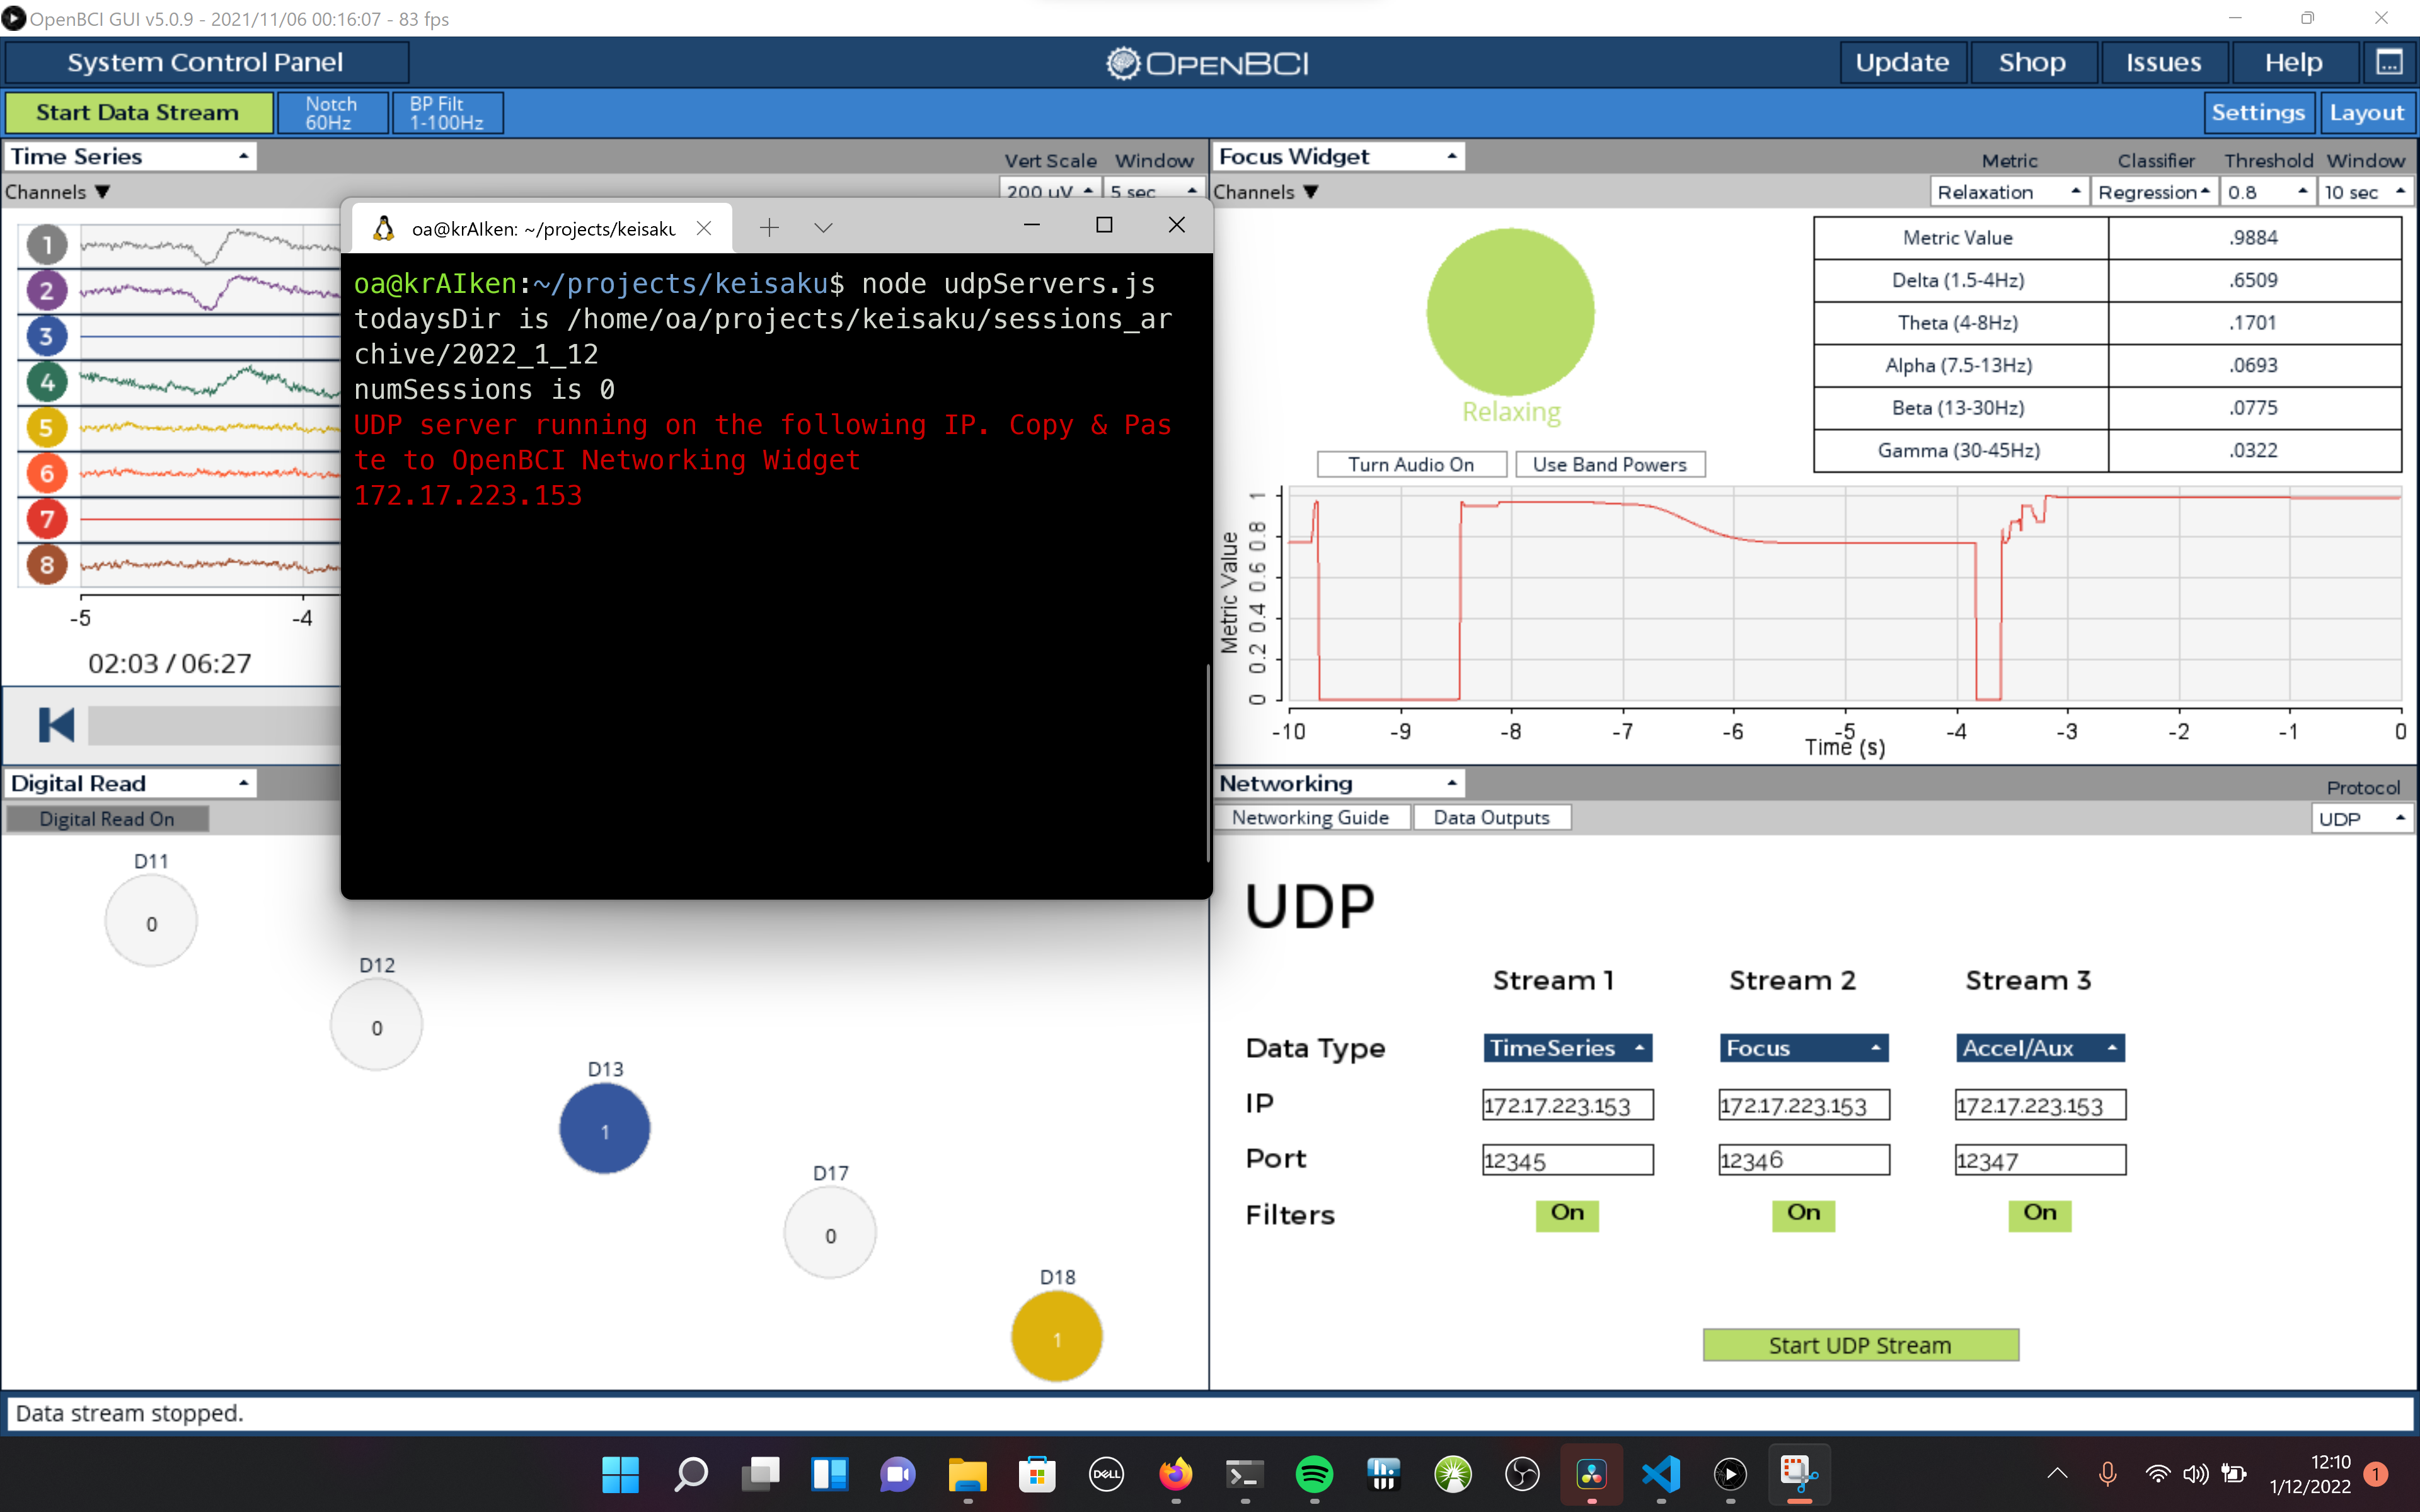 OpenBCI GUI v5.0.9 - 2021/11/06 00:16:07 - 83 fps
System Control Panel
OPENBCI
Update
Shop
Issues
Help
...
Start Data Stream
Notch
60Hz
BP Filt
1-100Hz
Settings
Layout
Time Series
Vert Scale
Window
Channels
200 uV
5 sec
1
2
3
4
5
6
7
8
-5
-4
02:03 / 06:27
oa@krAIken: ~/projects/keisaku
oa@krAIken:~/projects/keisaku$ node udpServers.js
todaysDir is /home/oa/projects/keisaku/sessions_ar
chive/2022_1_12
numSessions is 0
UDP server running on the following IP. Copy & Pas
te to OpenBCI Networking Widget
172.17.223.153
Focus Widget
Metric
Classifier
Threshold
Window
Channels
Relaxation
Regression
0.8
10 sec
Relaxing
Metric Value .9884
Delta (1.5-4Hz) .6509
Theta (4-8Hz) .1701
Alpha (7.5-13Hz) .0693
Beta (13-30Hz) .0775
Gamma (30-45Hz) .0322
Turn Audio On
Use Band Powers
Metric Value
1
0.8
0.6
0.4
0.2
0
-10 -9 -8 -7 -6 -5 -4 -3 -2 -1 0
Time (s)
Digital Read
Digital Read On
D11
0
D12
0
D13
1
D17
0
D18
1
Networking
Protocol
Networking Guide
Data Outputs
UDP
UDP
Stream 1 Stream 2 Stream 3
Data Type TimeSeries Focus Accel/Aux
IP 172.17.223.153 172.17.223.153 172.17.223.153
Port 12345 12346 12347
Filters On On On
Start UDP Stream
Data stream stopped.
DELL
12:10
1/12/2022
1